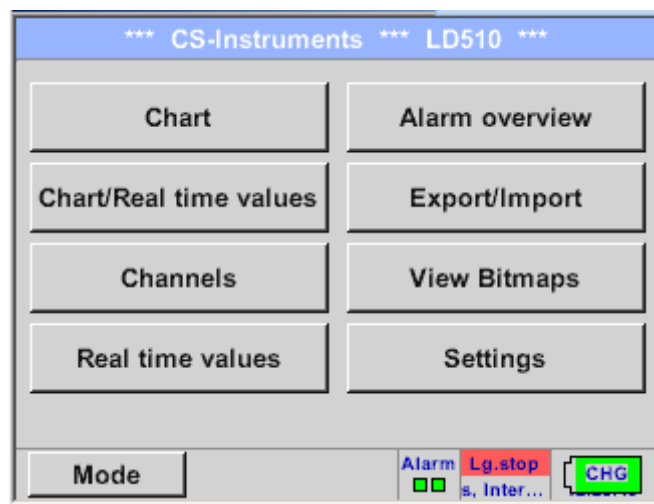 *** CS-Instruments *** LD510 ***
Chart
Alarm overview
Chart/Real time values
Export/Import
Channels
View Bitmaps
Real time values
Settings
Mode
Alarm
Lg.stop
s, Inter...
CHG